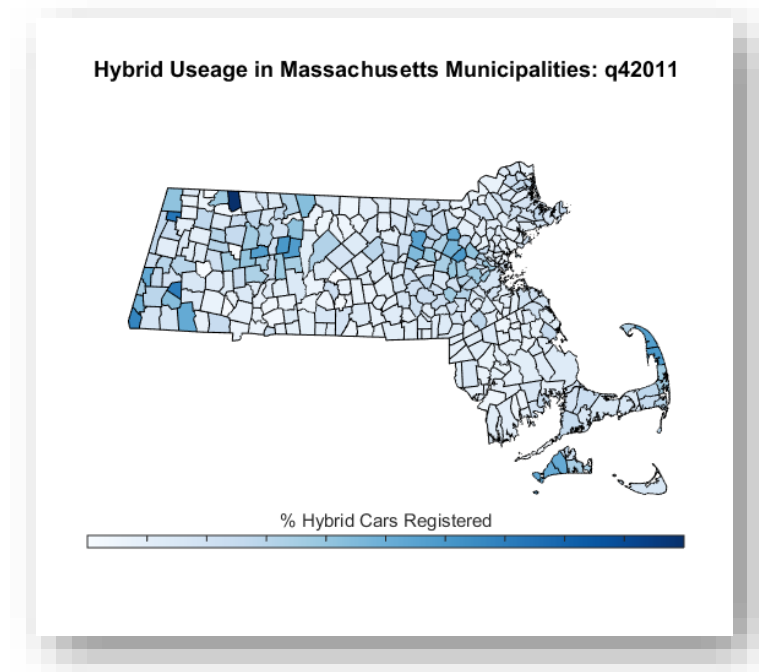 Hybrid Useage in Massachusetts Municipalities: q42011
% Hybrid Cars Registered